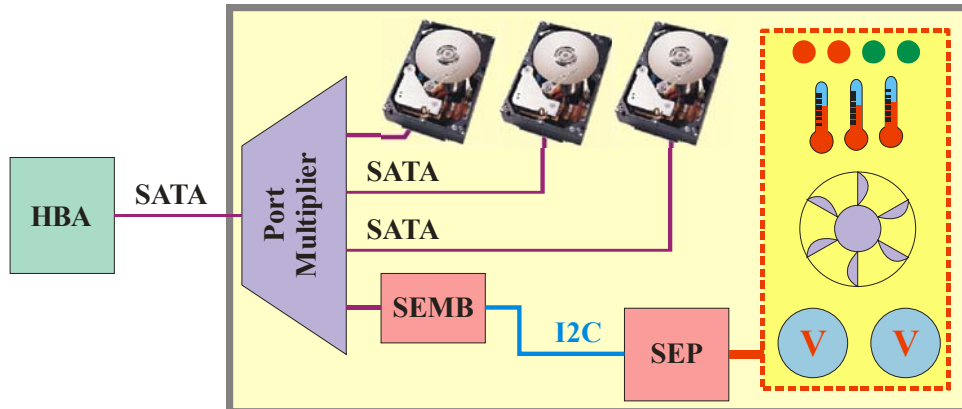 HBA
SATA
Port
Multiplier
SATA
SATA
SEMB
I2C
SEP
V
V